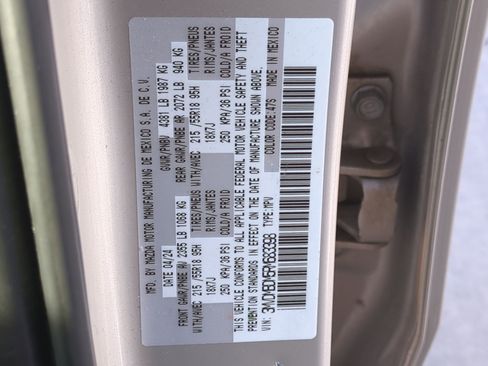 MFD. BY MAZDA MOTOR MANUFACTURING DE MEXICO S.A. DE C.V.
DATE 04/24 GVWR/PNBV 4381 LB 1987 KG
FRONT GAWR/PNBE AV 2355 LB 1068 KG REAR GAWR/PNBE AR 2072 LB 940 KG
WITH/AVEC 215/55R18 95H TIRES/PNEUS WITH/AVEC 215/55R18 95H TIRES/PNEUS
18X7J RIMS/JANTES 18X7J RIMS/JANTES
250 KPA/36 PSI COLD/A FROID 250 KPA/36 PSI COLD/A FROID
THIS VEHICLE CONFORMS TO ALL APPLICABLE FEDERAL MOTOR VEHICLE SAFETY AND THEFT
PREVENTION STANDARDS IN EFFECT ON THE DATE OF MANUFACTURE SHOWN ABOVE.
TYPE:MPV COLOR CODE:47S MADE IN MEXICO